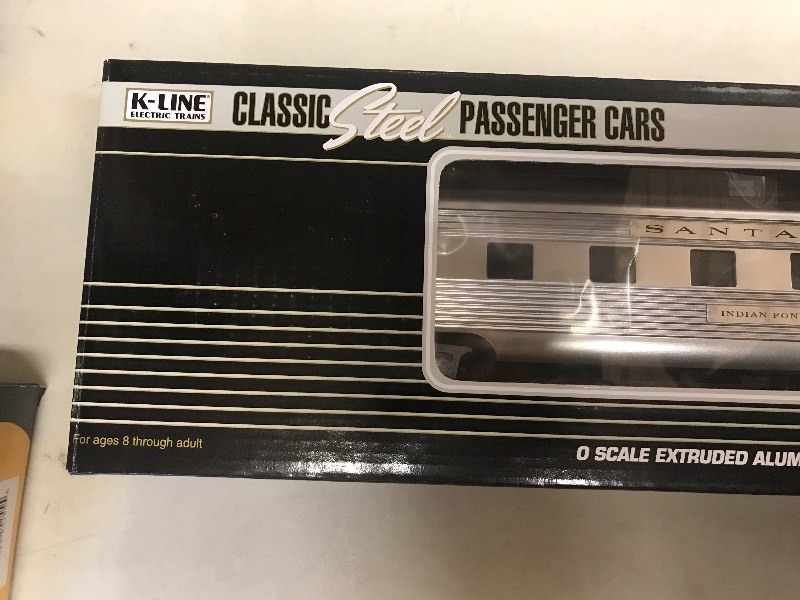 K-LINE®
ELECTRIC TRAINS
CLASSIC Steel PASSENGER CARS
SANTA
INDIAN PON
For ages 8 through adult
O SCALE EXTRUDED ALUM